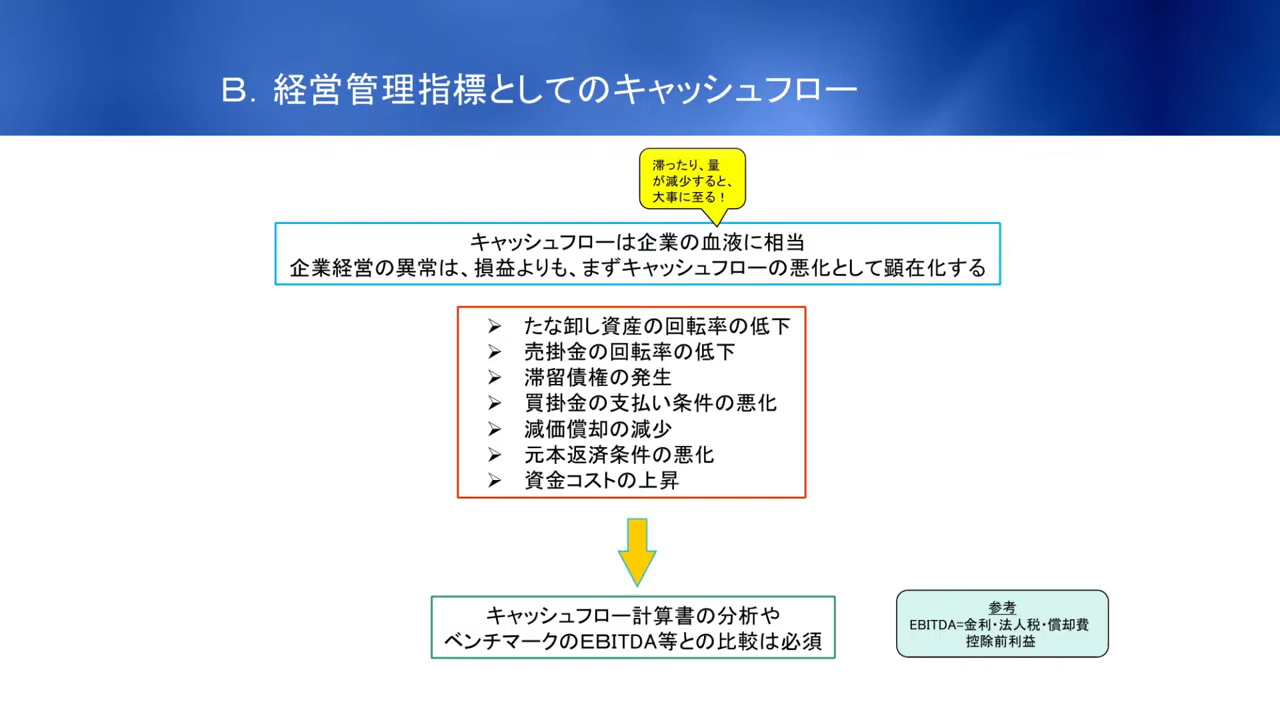 B．経営管理指標としてのキャッシュフロー
滞ったり、量
が減少すると、
大事に至る！
キャッシュフローは企業の血液に相当
企業経営の異常は、損益よりも、まずキャッシュフローの悪化として顕在化する
➢ たな卸し資産の回転率の低下
➢ 売掛金の回転率の低下
➢ 滞留債権の発生
➢ 買掛金の支払い条件の悪化
➢ 減価償却の減少
➢ 元本返済条件の悪化
➢ 資金コストの上昇
キャッシュフロー計算書の分析や
ベンチマークのEBITDA等との比較は必須
参考
EBITDA=金利・法人税・償却費
控除前利益